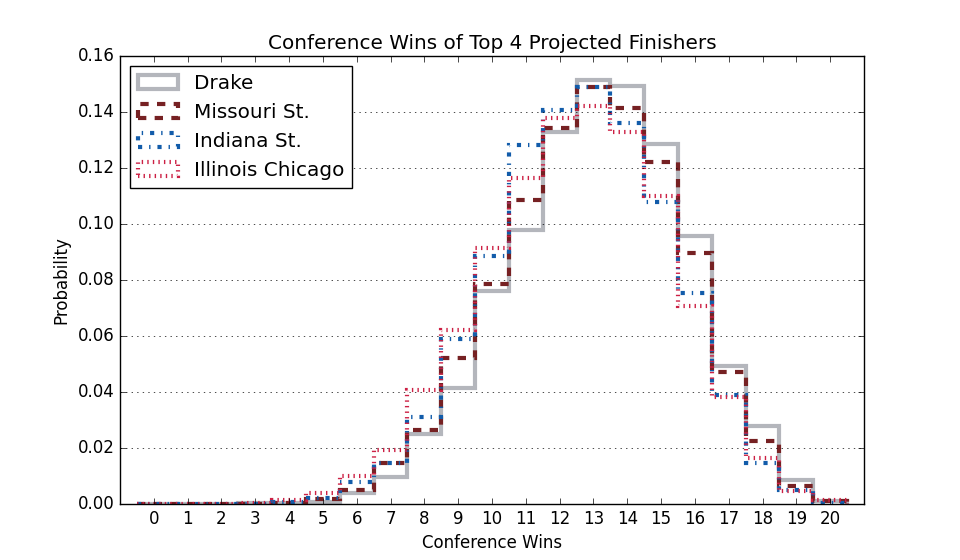 Conference Wins of Top 4 Projected Finishers
Drake
Missouri St.
Indiana St.
Illinois Chicago
Probability
0.16
0.14
0.12
0.10
0.08
0.06
0.04
0.02
0.00
0 1 2 3 4 5 6 7 8 9 10 11 12 13 14 15 16 17 18 19 20
Conference Wins